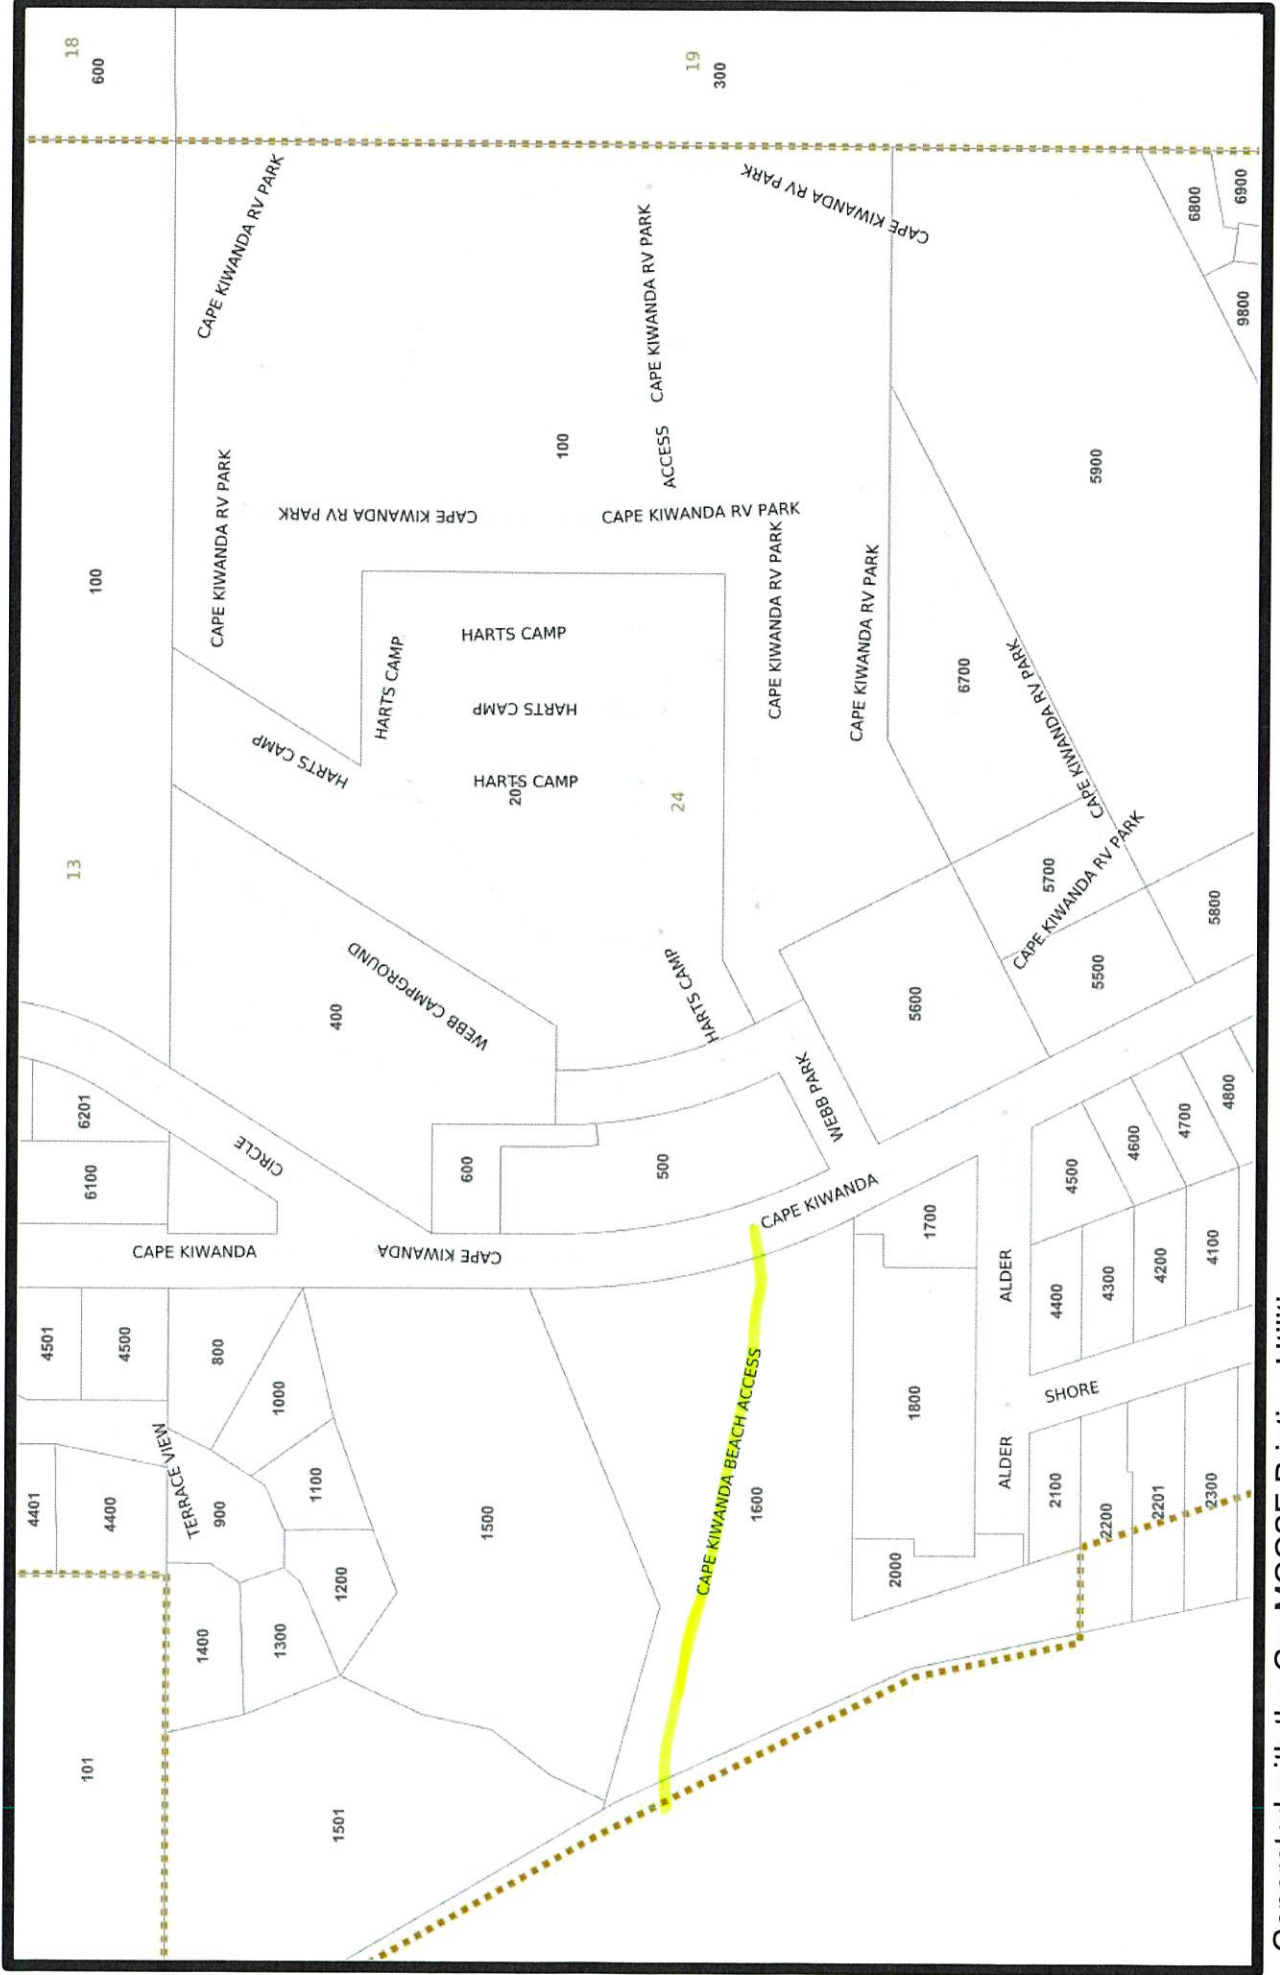 18
600
19
300
CAPE KIWANDA RV PARK
CAPE KIWANDA RV PARK
CAPE KIWANDA RV PARK
6800
6900
9800
100
CAPE KIWANDA RV PARK
CAPE KIWANDA RV PARK
100
ACCESS
CAPE KIWANDA RV PARK
CAPE KIWANDA RV PARK
CAPE KIWANDA RV PARK
5900
HARTS CAMP
HARTS CAMP
HARTS CAMP
HARTS CAMP
HARTS CAMP
24
6700
CAPE KIWANDA RV PARK
13
WEBB CAMPGROUND
400
HARTS CAMP
5600
5700
CAPE KIWANDA RV PARK
5500
5800
6201
6100
CIRCLE
600
500
WEBB PARK
4500
4600
4700
4800
CAPE KIWANDA
CAPE KIWANDA
CAPE KIWANDA
1700
ALDER
4400
4300
4200
4100
4501
4500
800
1000
CAPE KIWANDA BEACH ACCESS
1800
SHORE
TERRACE VIEW
4401
4400
900
1100
1500
1600
ALDER
2100
2200
2201
2300
1200
2000
1400
1300
101
1501
Generated with the GeoMOOSE Printing